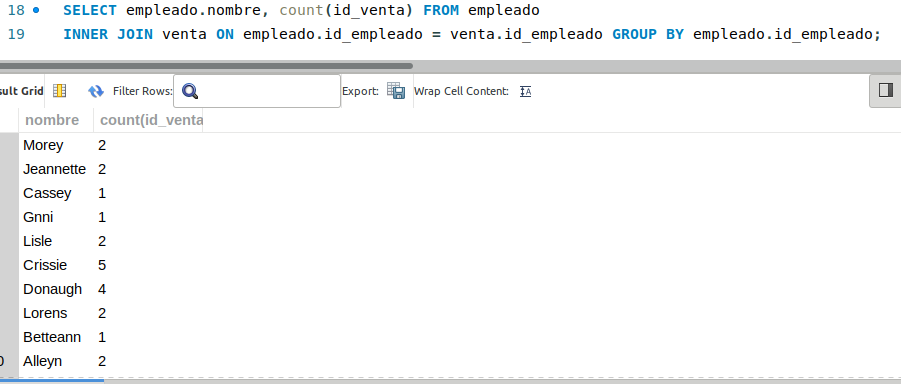 18 SELECT empleado.nombre, count(id_venta) FROM empleado
19 INNER JOIN venta ON empleado.id_empleado = venta.id_empleado GROUP BY empleado.id_empleado;
sult Grid Filter Rows: Export: Wrap Cell Content: IA
nombre count(id_venta
Morey 2
Jeannette 2
Cassey 1
Gnni 1
Lisle 2
Crissie 5
Donaugh 4
Lorens 2
Betteann 1
0 Alleyn 2